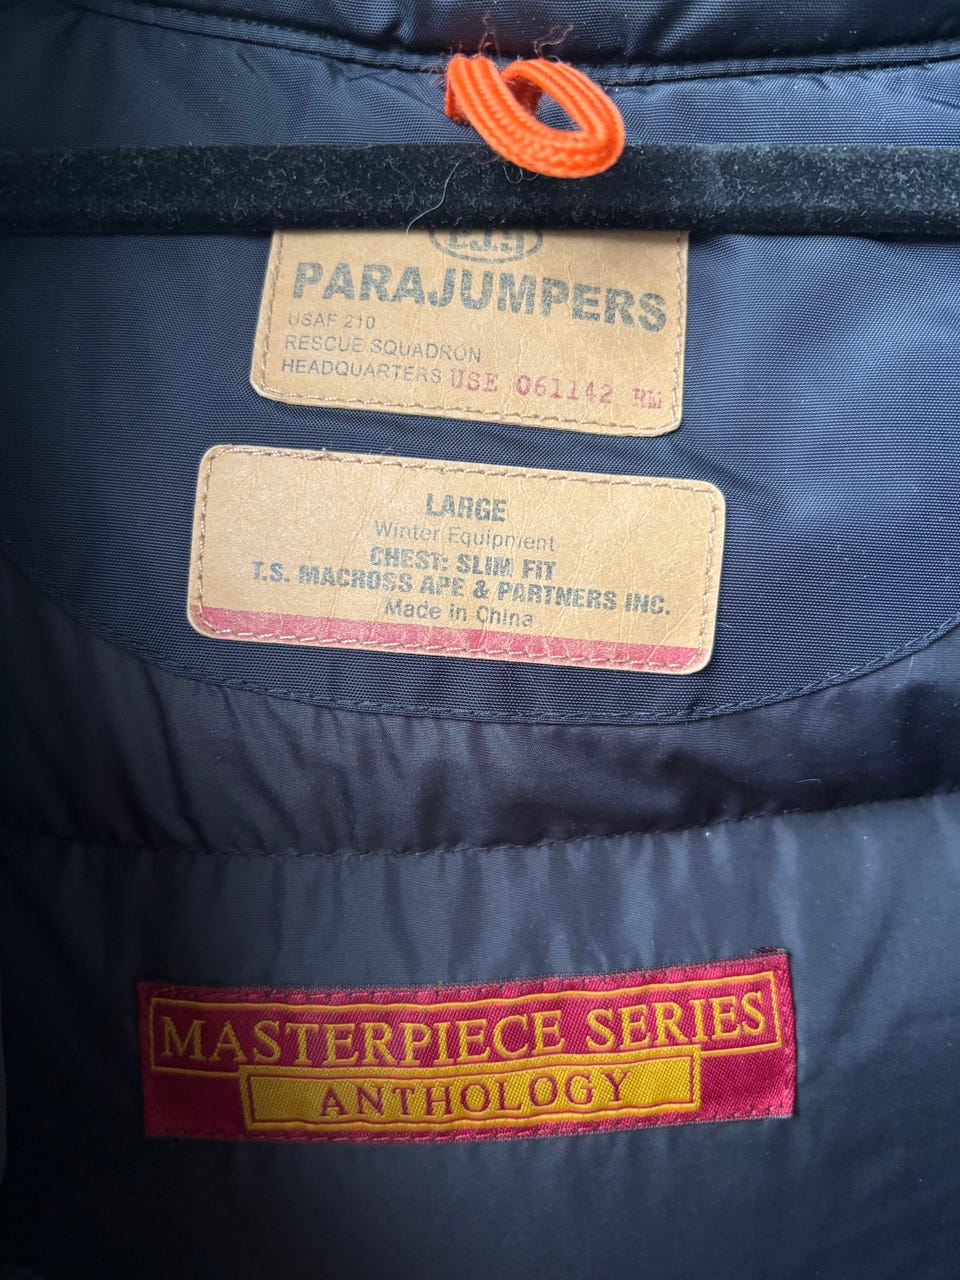 P.J.S
PARAJUMPERS
USAF 210
RESCUE SQUADRON
HEADQUARTERS USE 061142 RM
LARGE
Winter Equipment
CHEST: SLIM FIT
T.S. MACROSS APE & PARTNERS INC.
Made in China
MASTERPIECE SERIES
ANTHOLOGY